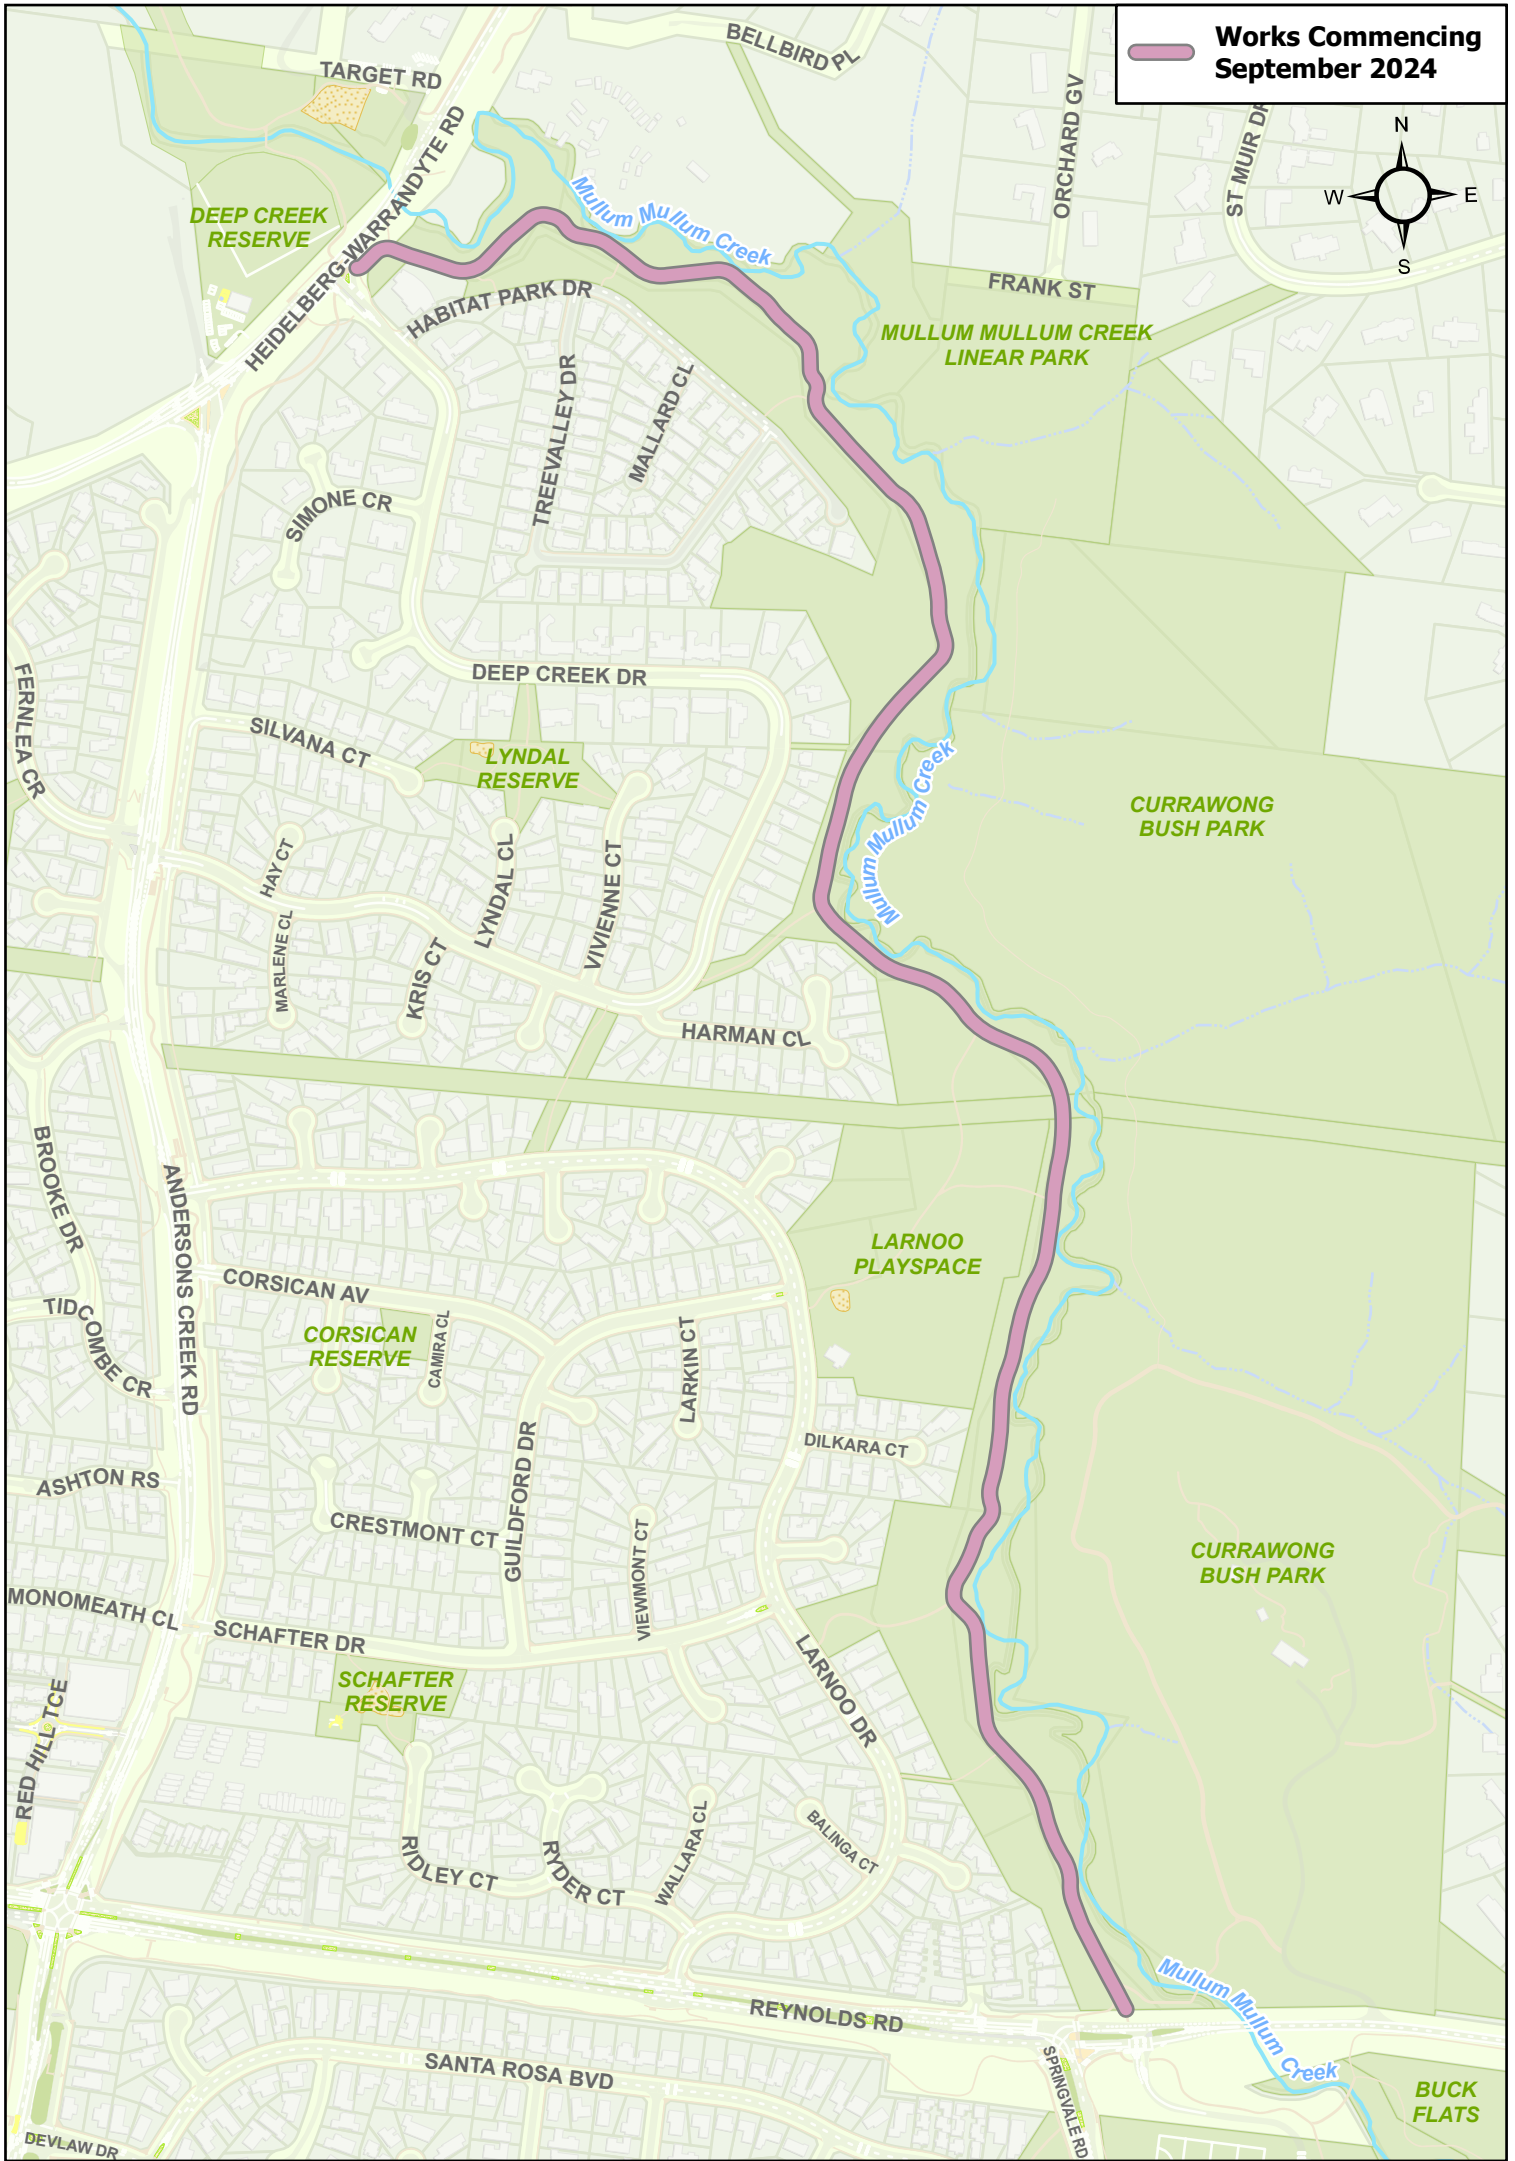 Works Commencing
September 2024
BELLBIRD PL
TARGET RD
ORCHARD GV
ST MUIR DR
N
W
E
S
HEIDELBERG-WARRANDYTE RD
DEEP CREEK
RESERVE
Mullum Mullum Creek
FRANK ST
HABITAT PARK DR
MULLUM MULLUM CREEK
LINEAR PARK
TREEVALLEY DR
MALLARD CL
SIMONE CR
FERNLEA CR
DEEP CREEK DR
SILVANA CT
LYNDAL
RESERVE
Mullum Mullum Creek
CURRAWONG
BUSH PARK
HAY CT
LYNDAL CL
VIVIENNE CT
MARLENE CL
KRIS CT
HARMAN CL
BROOKE DR
ANDERSONS CREEK RD
LARNOO
PLAYSPACE
CORSICAN AV
TIDCOMBE CR
CORSICAN
RESERVE
CAMIRA CL
LARKIN CT
GUILDFORD DR
DILKARA CT
ASHTON RS
CRESTMONT CT
VIEWMONT CT
CURRAWONG
BUSH PARK
MONOMEATH CL
SCHAFTER DR
LARNOO DR
SCHAFTER
RESERVE
RED HILL TCE
RIDLEY CT
RYDER CT
WALLARA CL
BALINGA CT
Mullum Mullum Creek
REYNOLDS RD
SANTA ROSA BVD
SPRINGVALE RD
BUCK
FLATS
DEVLAW DR